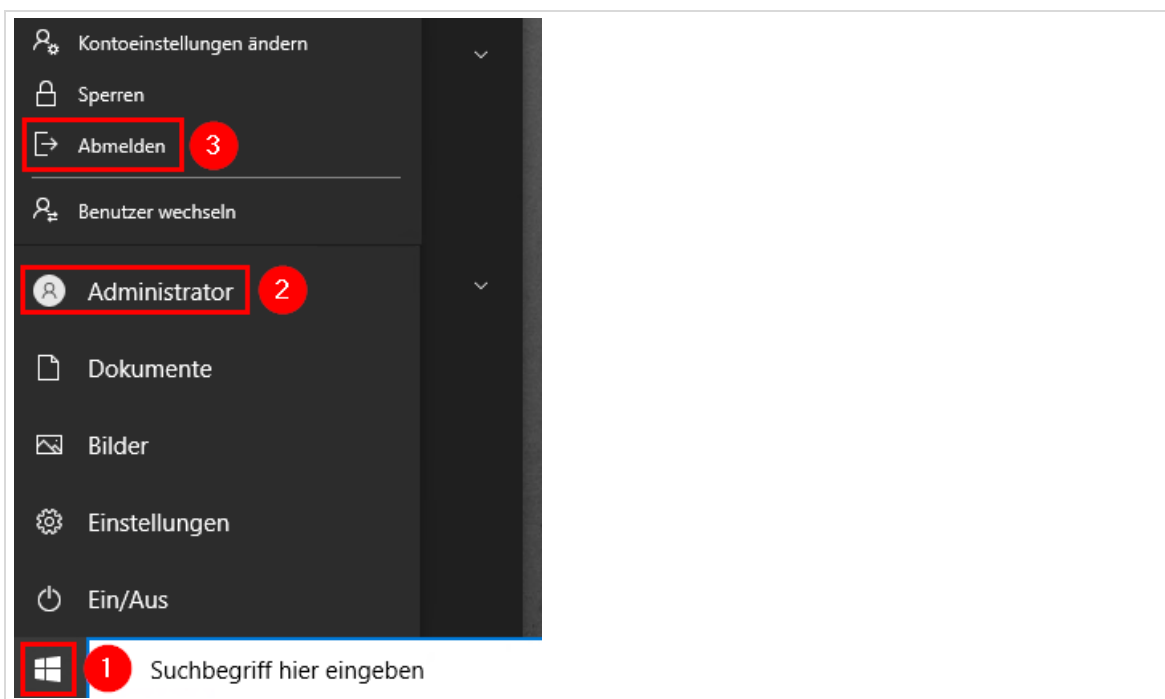 Kontoeinstellungen ändern
Sperren
Abmelden 3
Benutzer wechseln
Administrator 2
Dokumente
Bilder
Einstellungen
Ein/Aus
1 Suchbegriff hier eingeben